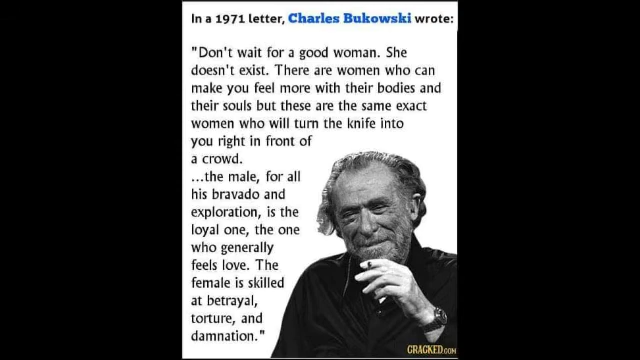 In a 1971 letter, Charles Bukowski wrote:
"Don't wait for a good woman. She
doesn't exist. There are women who can
make you feel more with their bodies and
their souls but these are the same exact
women who will turn the knife into
you right in front of
a crowd.
...the male, for all
his bravado and
exploration, is the
loyal one, the one
who generally
feels love. The
female is skilled
at betrayal,
torture, and
damnation."
CRACKED.COM